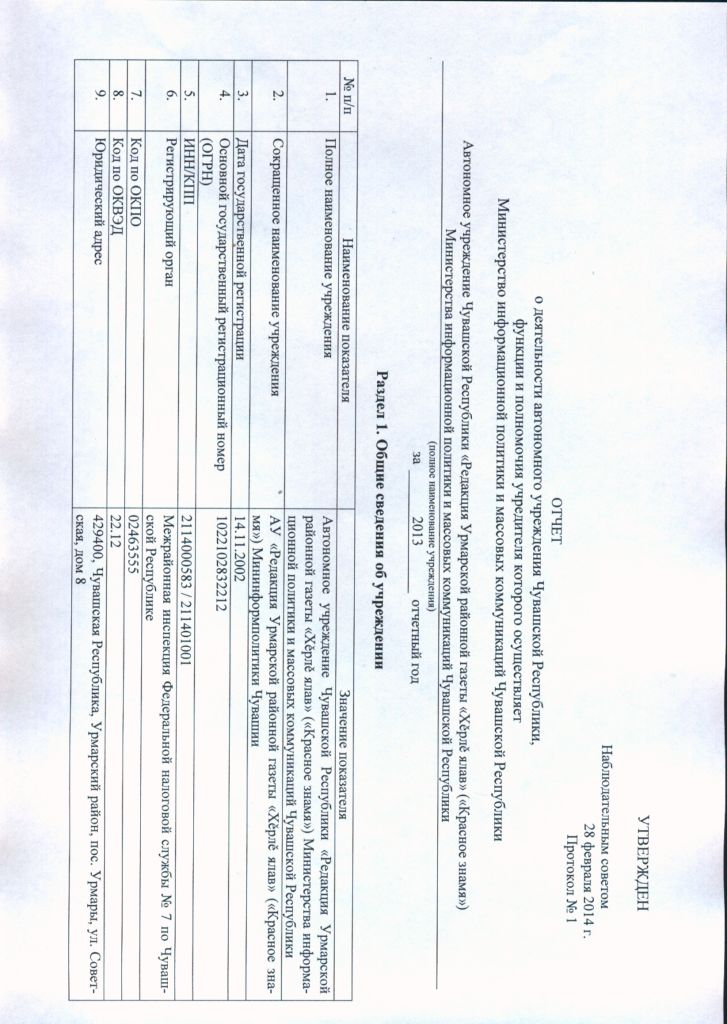 УТВЕРЖДЕН
Наблюдательным советом
28 февраля 2014 г.
Протокол № 1
ОТЧЕТ
о деятельности автономного учреждения Чувашской Республики,
функции и полномочия учредителя которого осуществляет
Министерство информационной политики и массовых коммуникаций Чувашской Республики
Автономное учреждение Чувашской Республики «Редакция Урмарской районной газеты «Хĕрлĕ ялав» («Красное знамя»)
Министерства информационной политики и массовых коммуникаций Чувашской Республики
(полное наименование учреждения)
за 2013 отчетный год
Раздел 1. Общие сведения об учреждении
№ п/п Наименование показателя Значение показателя
1. Полное наименование учреждения Автономное учреждение Чувашской Республики «Редакция Урмарской
районной газеты «Хĕрлĕ ялав» («Красное знамя») Министерства информа-
ционной политики и массовых коммуникаций Чувашской Республики
2. Сокращенное наименование учреждения АУ «Редакция Урмарской районной газеты «Хĕрлĕ ялав» («Красное зна-
мя») Мининформполитики Чувашии
3. Дата государственной регистрации 14.11.2002
4. Основной государственный регистрационный номер 1022102832212
(ОГРН)
5. ИНН/КПП 2114000583 / 211401001
6. Регистрирующий орган Межрайонная инспекция Федеральной налоговой службы № 7 по Чуваш-
ской Республике
7. Код по ОКПО 02463555
8. Код по ОКВЭД 22.12
9. Юридический адрес 429400, Чувашская Республика, Урмарский район, пос. Урмары, ул. Совет-
ская, дом 8